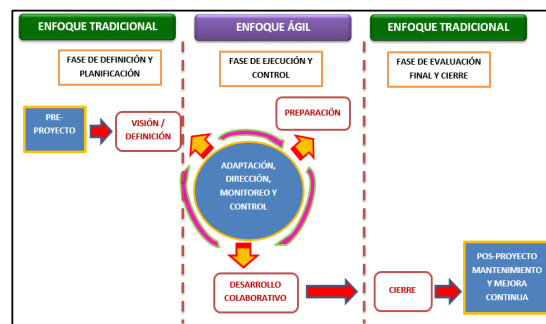 ENFOQUE TRADICIONAL
ENFOQUE ÁGIL
ENFOQUE TRADICIONAL
FASE DE DEFINICIÓN Y
PLANIFICACIÓN
FASE DE EJECUCIÓN Y
CONTROL
FASE DE EVALUACIÓN
FINAL Y CIERRE
PRE-
PROYECTO
VISIÓN /
DEFINICIÓN
PREPARACIÓN
ADAPTACIÓN,
DIRECCIÓN,
MONITOREO Y
CONTROL
DESARROLLO
COLABORATIVO
CIERRE
POS-PROYECTO
MANTENIMIENTO
Y MEJORA
CONTINUA